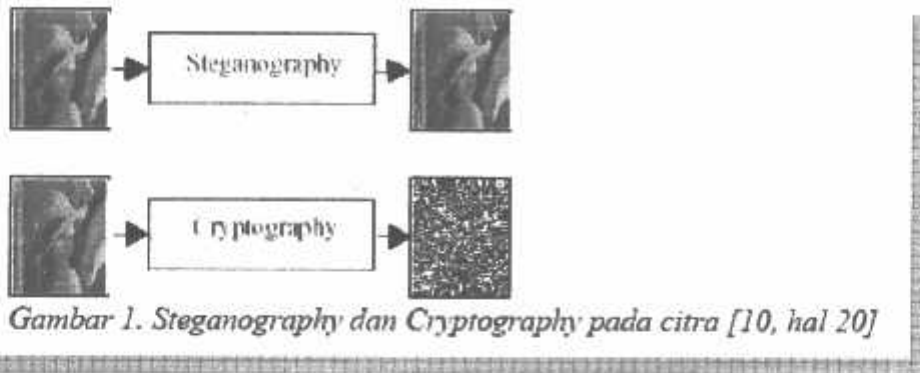 Steganography
Cryptography
Gambar 1. Steganography dan Cryptography pada citra [10, hal 20]